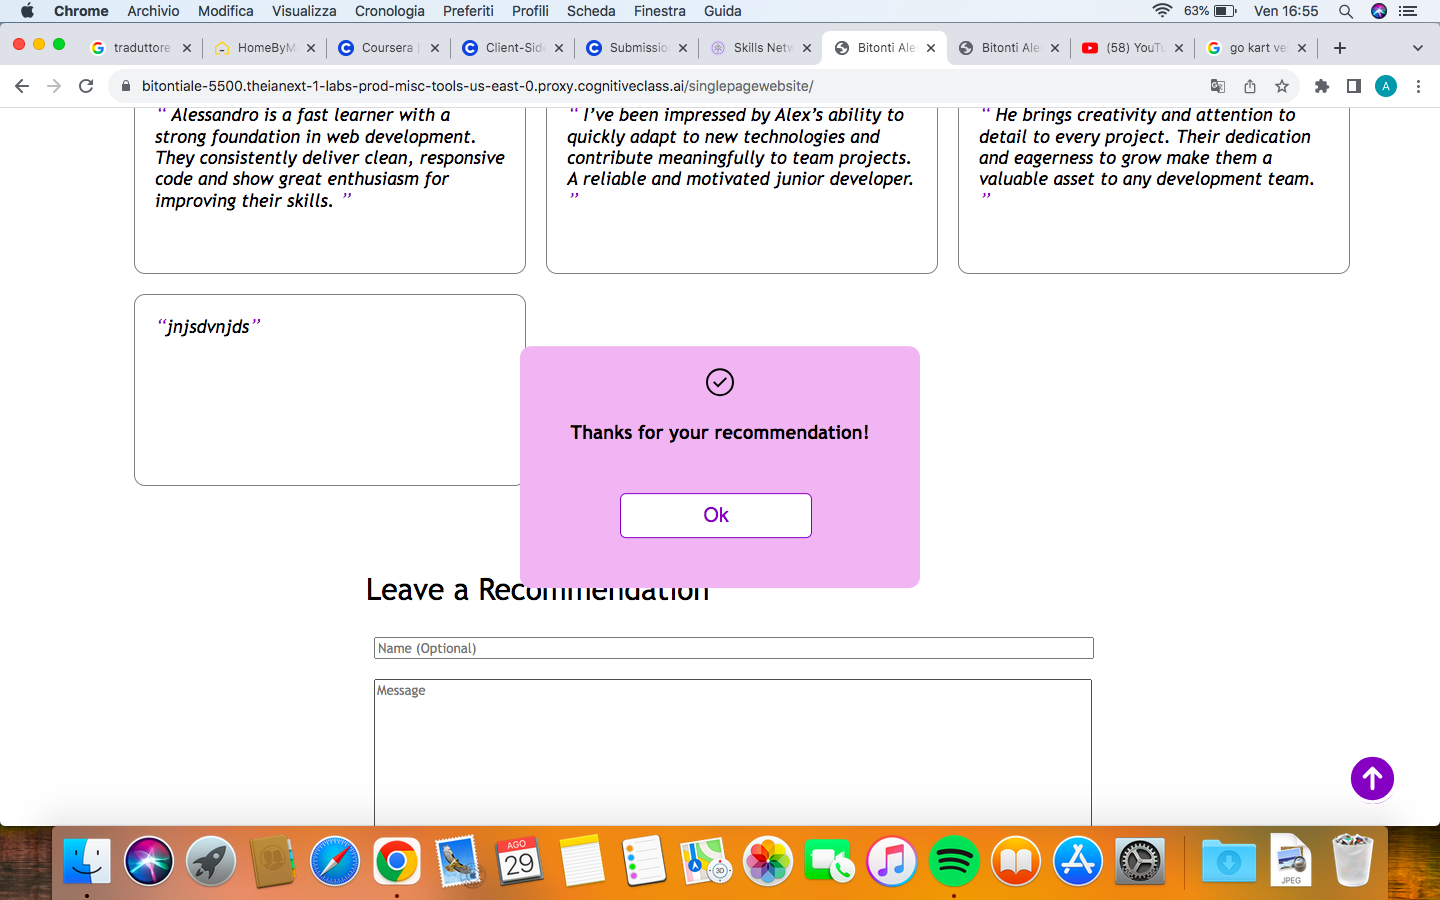 Chrome Archivio Modifica Visualizza Cronologia Preferiti Profili Scheda Finestra Guida 63% Ven 16:55
traduttore HomeByM Coursera | Client-Side Submissio Skills Netw Bitonti Ale Bitonti Ale (58) YouTu go kart ve
bitontiale-5500.theianext-1-labs-prod-misc-tools-us-east-0.proxy.cognitiveclass.ai/singlepagewebsite/ A
“ Alessandro is a fast learner with a
strong foundation in web development.
They consistently deliver clean, responsive
code and show great enthusiasm for
improving their skills. ”
“ I’ve been impressed by Alex’s ability to
quickly adapt to new technologies and
contribute meaningfully to team projects.
A reliable and motivated junior developer.
”
“ He brings creativity and attention to
detail to every project. Their dedication
and eagerness to grow make them a
valuable asset to any development team.
”
“jnjsdvnjds”
Thanks for your recommendation!
Ok
Leave a Recommendation
Name (Optional)
Message
AGO
29
3D
JPEG